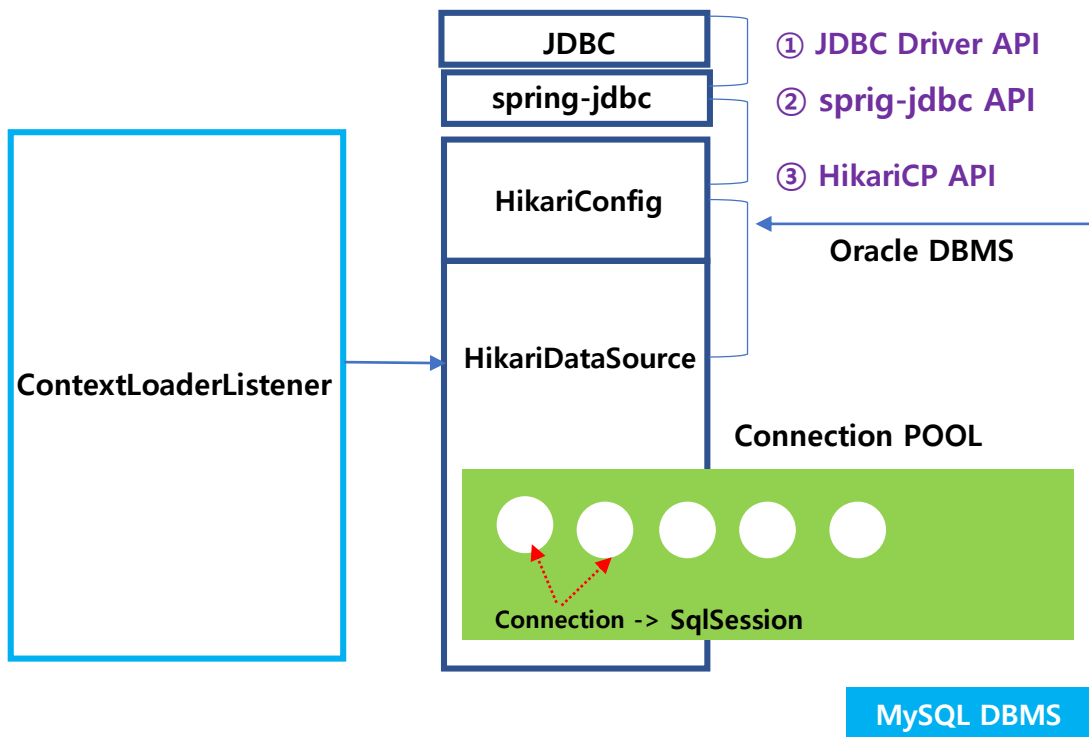 JDBC
① JDBC Driver API
spring-jdbc
② sprig-jdbc API
③ HikariCP API
HikariConfig
Oracle DBMS
ContextLoaderListener
HikariDataSource
Connection POOL
Connection -> SqlSession
MySQL DBMS